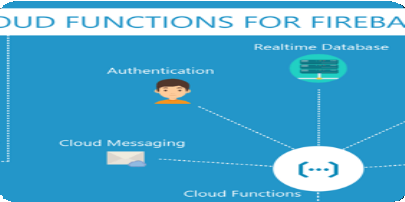 OUD FUNCTIONS FOR FIREBA
Realtime Database
Authentication
Cloud Messaging
Cloud Functions